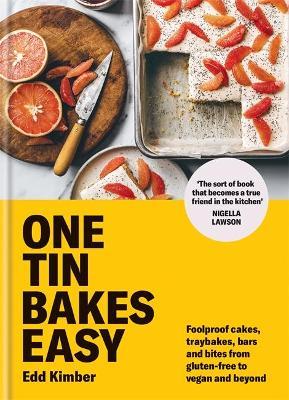 'The sort of book
that becomes a true
friend in the kitchen'
NIGELLA
LAWSON
ONE
TIN
BAKES
EASY
Edd Kimber
Foolproof cakes,
traybakes, bars
and bites from
gluten-free to
vegan and beyond